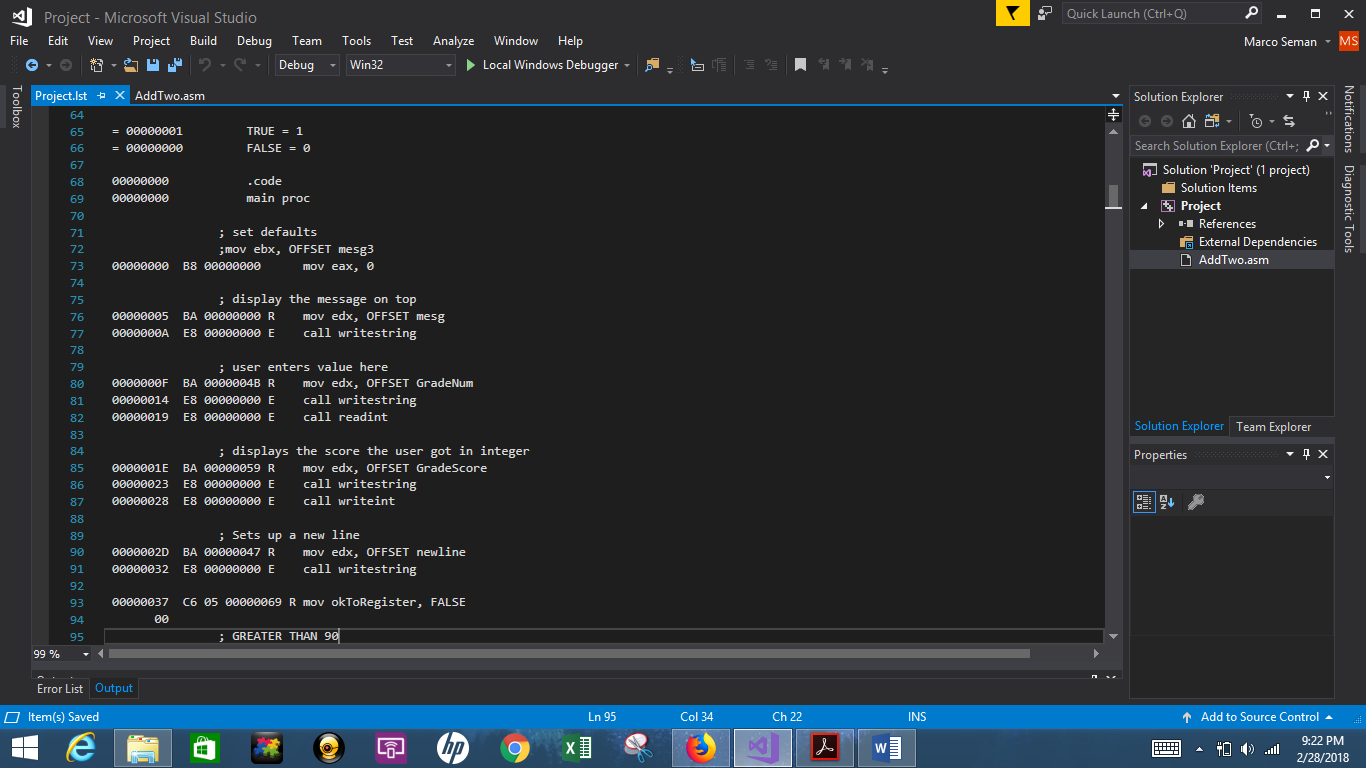 Project - Microsoft Visual Studio
Quick Launch (Ctrl+Q)
File Edit View Project Build Debug Team Tools Test Analyze Window Help
Marco Seman MS
Debug Win32 Local Windows Debugger
Toolbox
Project.lst AddTwo.asm
64
65 = 00000001 TRUE = 1
66 = 00000000 FALSE = 0
67
68 00000000 .code
69 00000000 main proc
70
71 ; set defaults
72 ;mov ebx, OFFSET mesg3
73 00000000 B8 00000000 mov eax, 0
74
75 ; display the message on top
76 00000005 BA 00000000 R mov edx, OFFSET mesg
77 0000000A E8 00000000 E call writestring
78
79 ; user enters value here
80 0000000F BA 0000004B R mov edx, OFFSET GradeNum
81 00000014 E8 00000000 E call writestring
82 00000019 E8 00000000 E call readint
83
84 ; displays the score the user got in integer
85 0000001E BA 00000059 R mov edx, OFFSET GradeScore
86 00000023 E8 00000000 E call writestring
87 00000028 E8 00000000 E call writeint
88
89 ; Sets up a new line
90 0000002D BA 00000047 R mov edx, OFFSET newline
91 00000032 E8 00000000 E call writestring
92
93 00000037 C6 05 00000069 R mov okToRegister, FALSE
94 00
95 ; GREATER THAN 90
99 %
Solution Explorer
Search Solution Explorer (Ctrl+;
Solution 'Project' (1 project)
Solution Items
Project
References
External Dependencies
AddTwo.asm
Solution Explorer Team Explorer
Properties
Notifications
Diagnostic Tools
Error List Output
Item(s) Saved Ln 95 Col 34 Ch 22 INS Add to Source Control
9:22 PM
2/28/2018